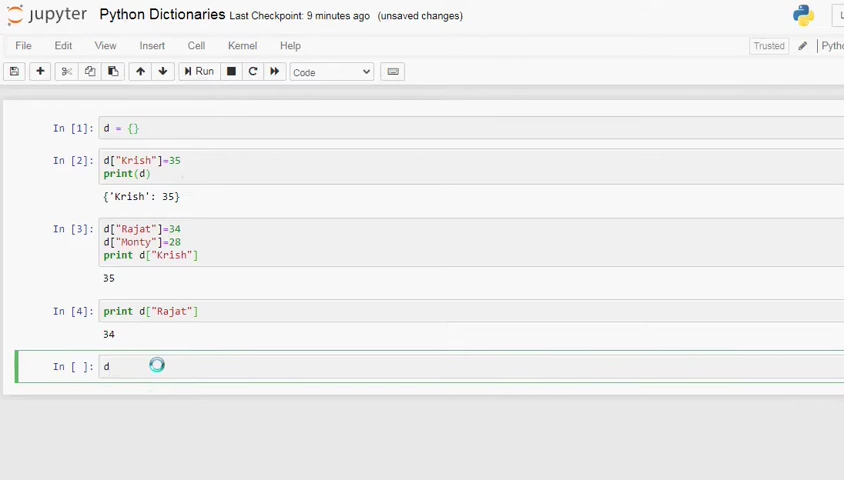 jupyter Python Dictionaries Last Checkpoint: 9 minutes ago (unsaved changes)
File Edit View Insert Cell Kernel Help Trusted
Run Code
In [1]: d = {}
In [2]: d["Krish"]=35
print(d)
{'Krish': 35}
In [3]: d["Rajat"]=34
d["Monty"]=28
print d["Krish"]
35
In [4]: print d["Rajat"]
34
In [ ]: d